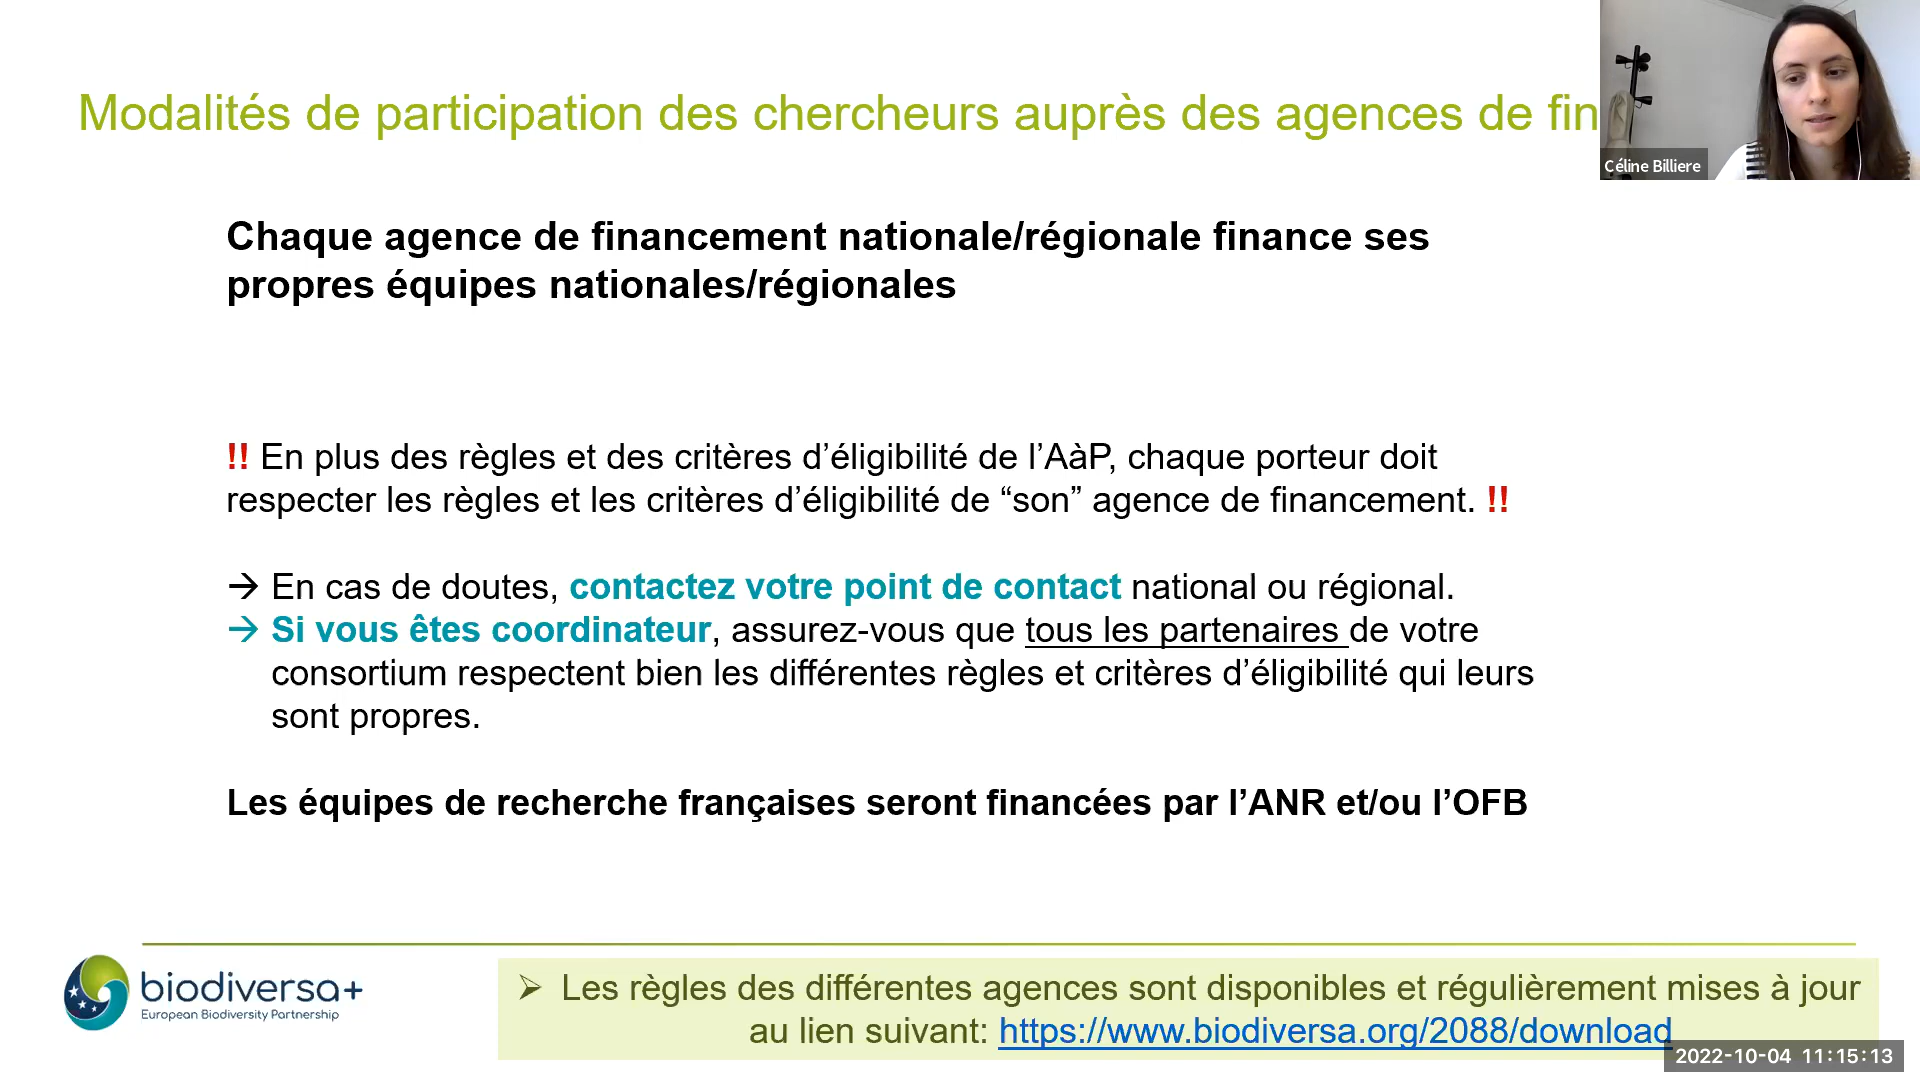 Modalités de participation des chercheurs auprès des agences de fin
Céline Billiere
Chaque agence de financement nationale/régionale finance ses
propres équipes nationales/régionales
!! En plus des règles et des critères d’éligibilité de l’AàP, chaque porteur doit
respecter les règles et les critères d’éligibilité de “son” agence de financement. !!
→ En cas de doutes, contactez votre point de contact national ou régional.
→ Si vous êtes coordinateur, assurez-vous que tous les partenaires de votre
consortium respectent bien les différentes règles et critères d’éligibilité qui leurs
sont propres.
Les équipes de recherche françaises seront financées par l’ANR et/ou l’OFB
biodiversa+
European Biodiversity Partnership
➢ Les règles des différentes agences sont disponibles et régulièrement mises à jour
au lien suivant: https://www.biodiversa.org/2088/download
2022-10-04 11:15:13